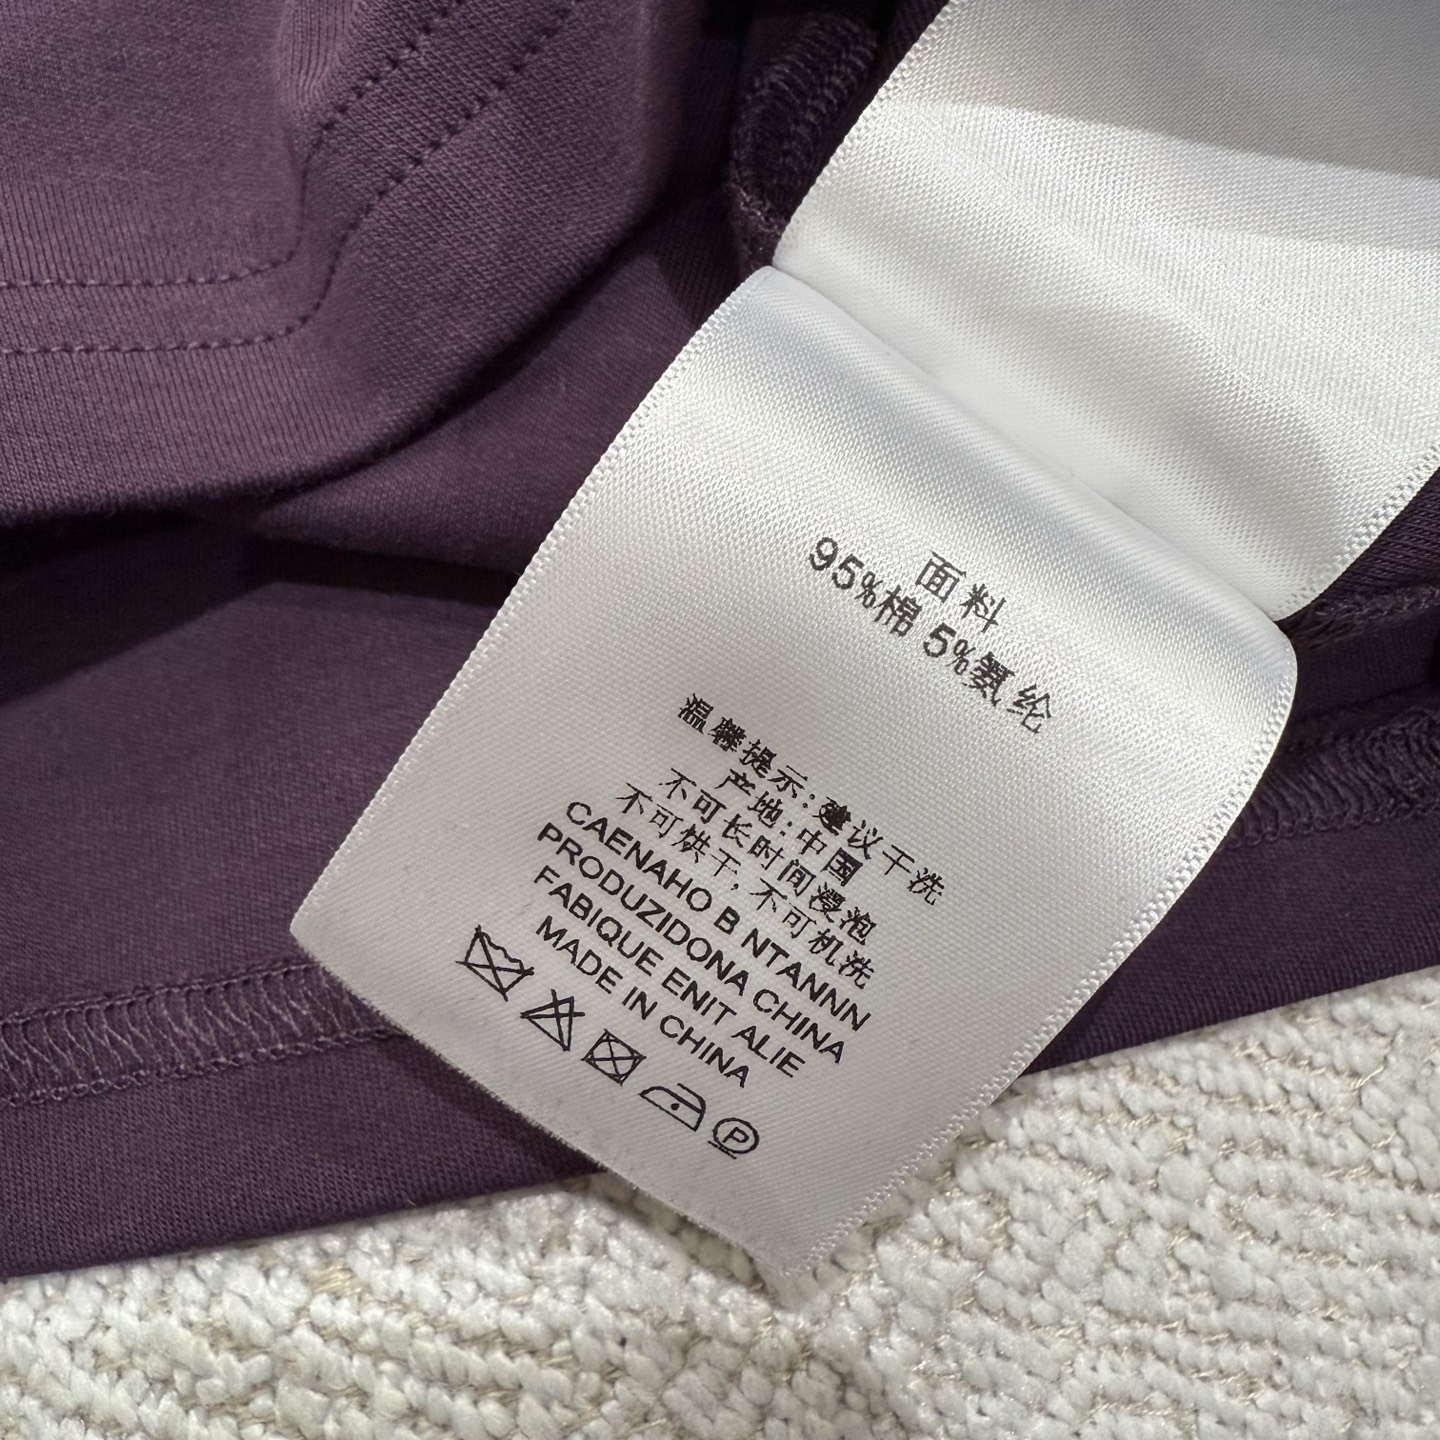 面料
95%棉 5%氨纶
温馨提示:建议干洗
产地:中国
不可长时间浸泡
不可烘干,不可机洗
CAENAHO B NTANNN
PRODUZIDONA CHINA
FABIQUE ENIT ALIE
MADE IN CHINA
P